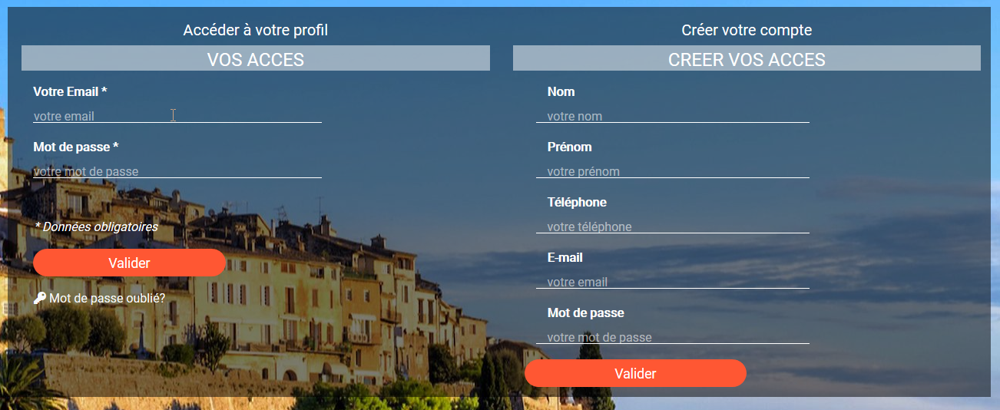 Accéder à votre profil
VOS ACCES
Votre Email *
votre email
Mot de passe *
votre mot de passe
* Données obligatoires
Valider
Mot de passe oublié?
Créer votre compte
CREER VOS ACCES
Nom
votre nom
Prénom
votre prénom
Téléphone
votre téléphone
E-mail
votre email
Mot de passe
votre mot de passe
Valider